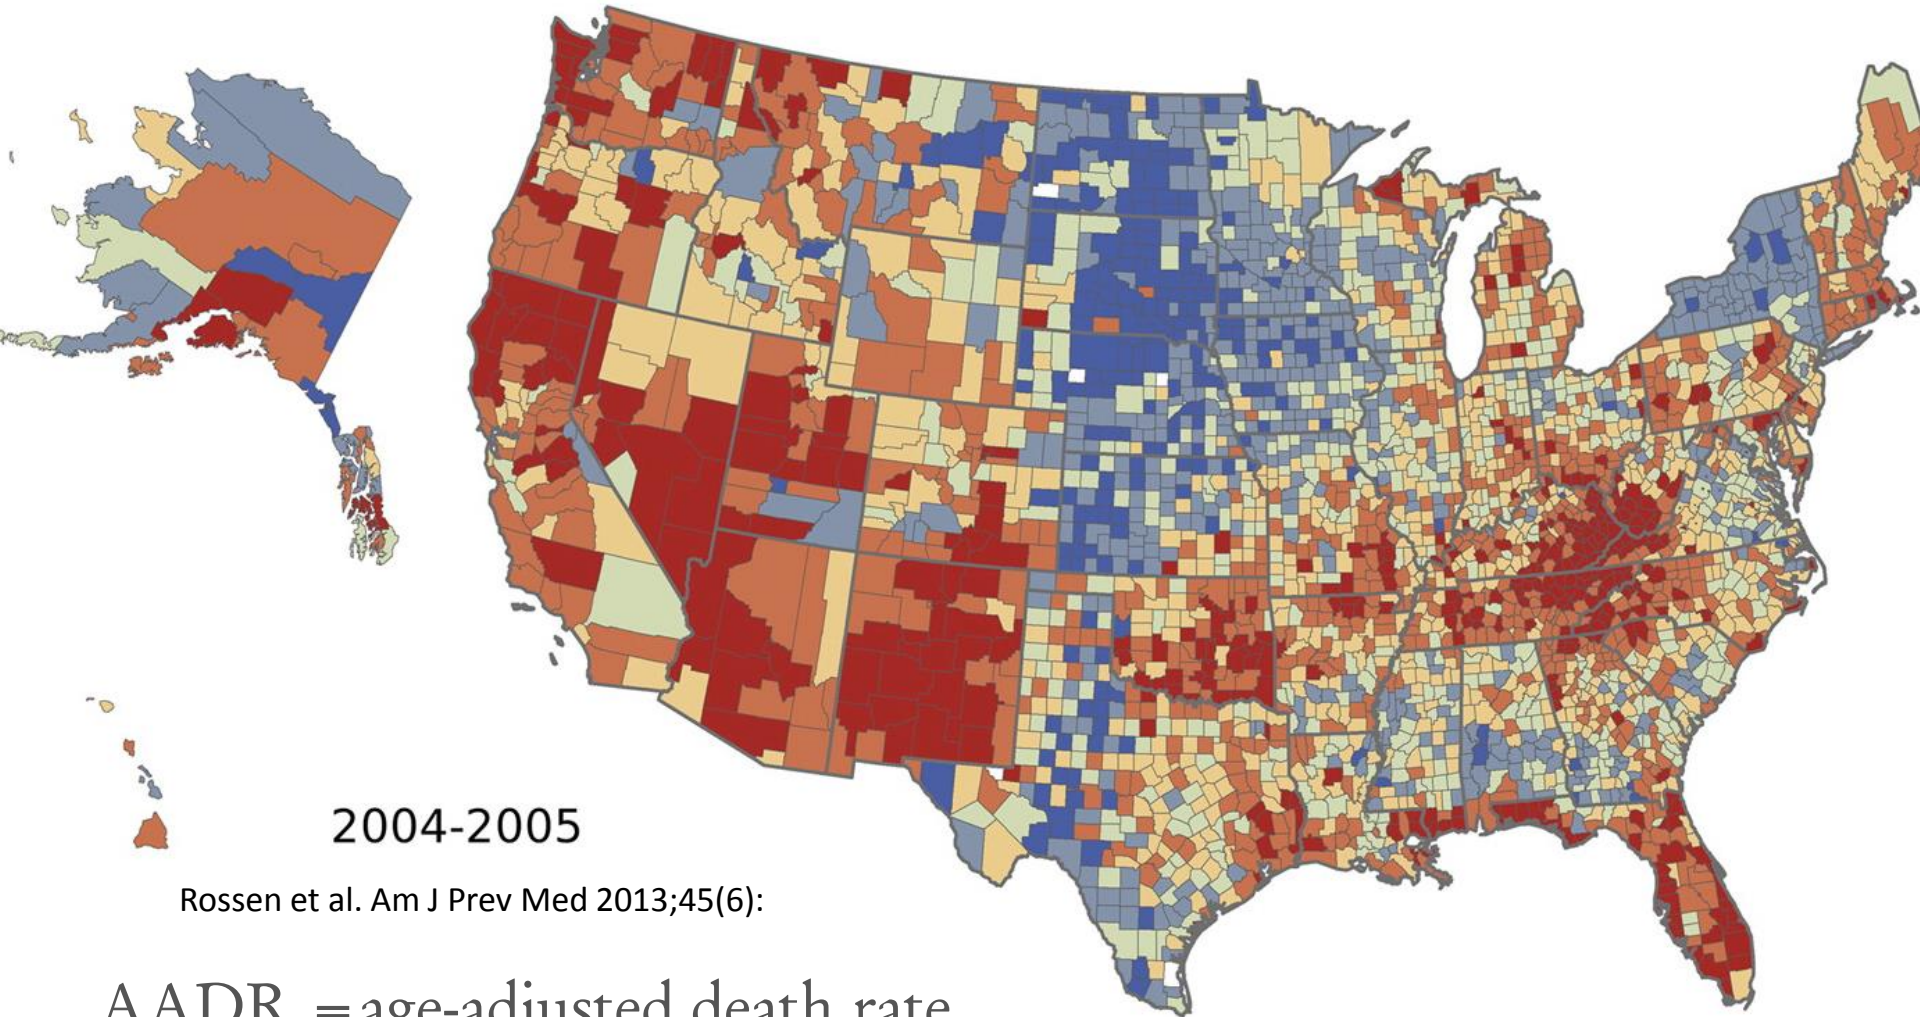 2004-2005
Rossen et al. Am J Prev Med 2013;45(6):
AADR = age-adjusted death rate